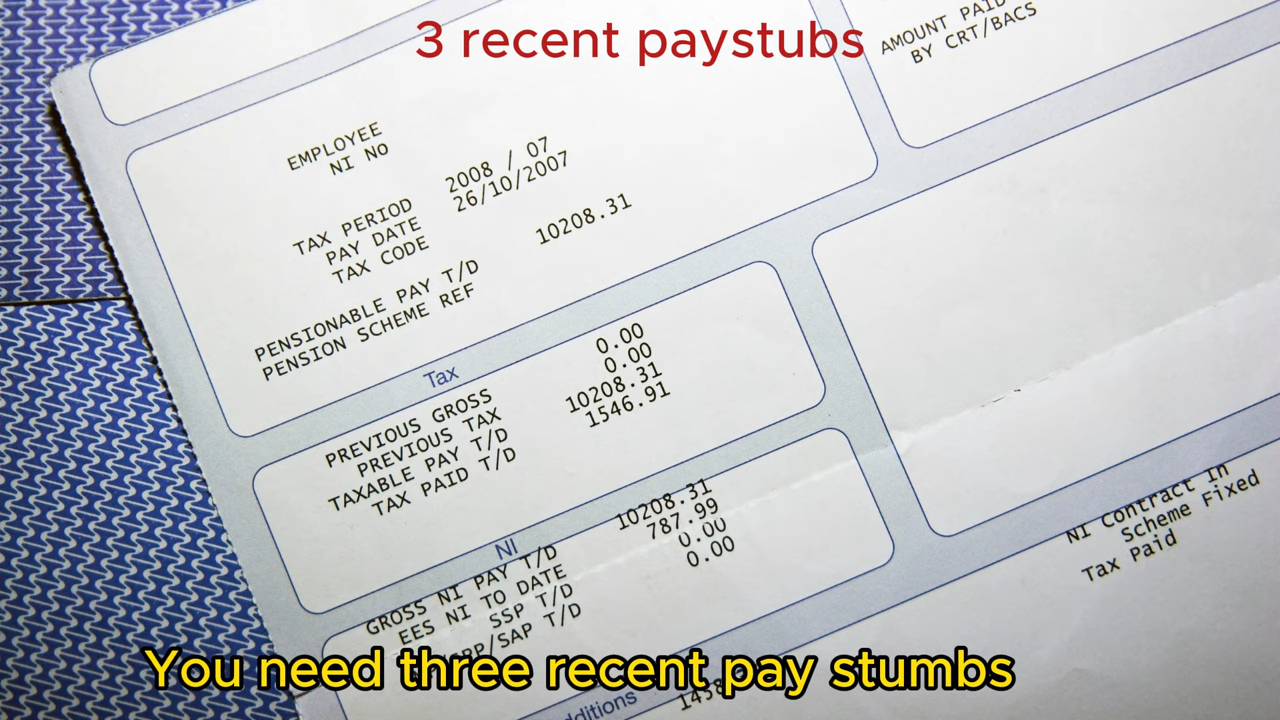 3 recent paystubs
AMOUNT PAID
BY CRT/BACS
EMPLOYEE
NI No
TAX PERIOD 2008 / 07
PAY DATE 26/10/2007
TAX CODE
PENSIONABLE PAY T/D 10208.31
PENSION SCHEME REF
Tax
PREVIOUS GROSS 0.00
PREVIOUS TAX 0.00
TAXABLE PAY T/D 10208.31
TAX PAID T/D 1546.91
NI
GROSS NI PAY T/D 10208.31
EES NI TO DATE 787.99
SSP T/D 0.00
/SAP T/D 0.00
NI Contract In
Scheme Fixed
Tax Paid
You need three recent pay stumbs